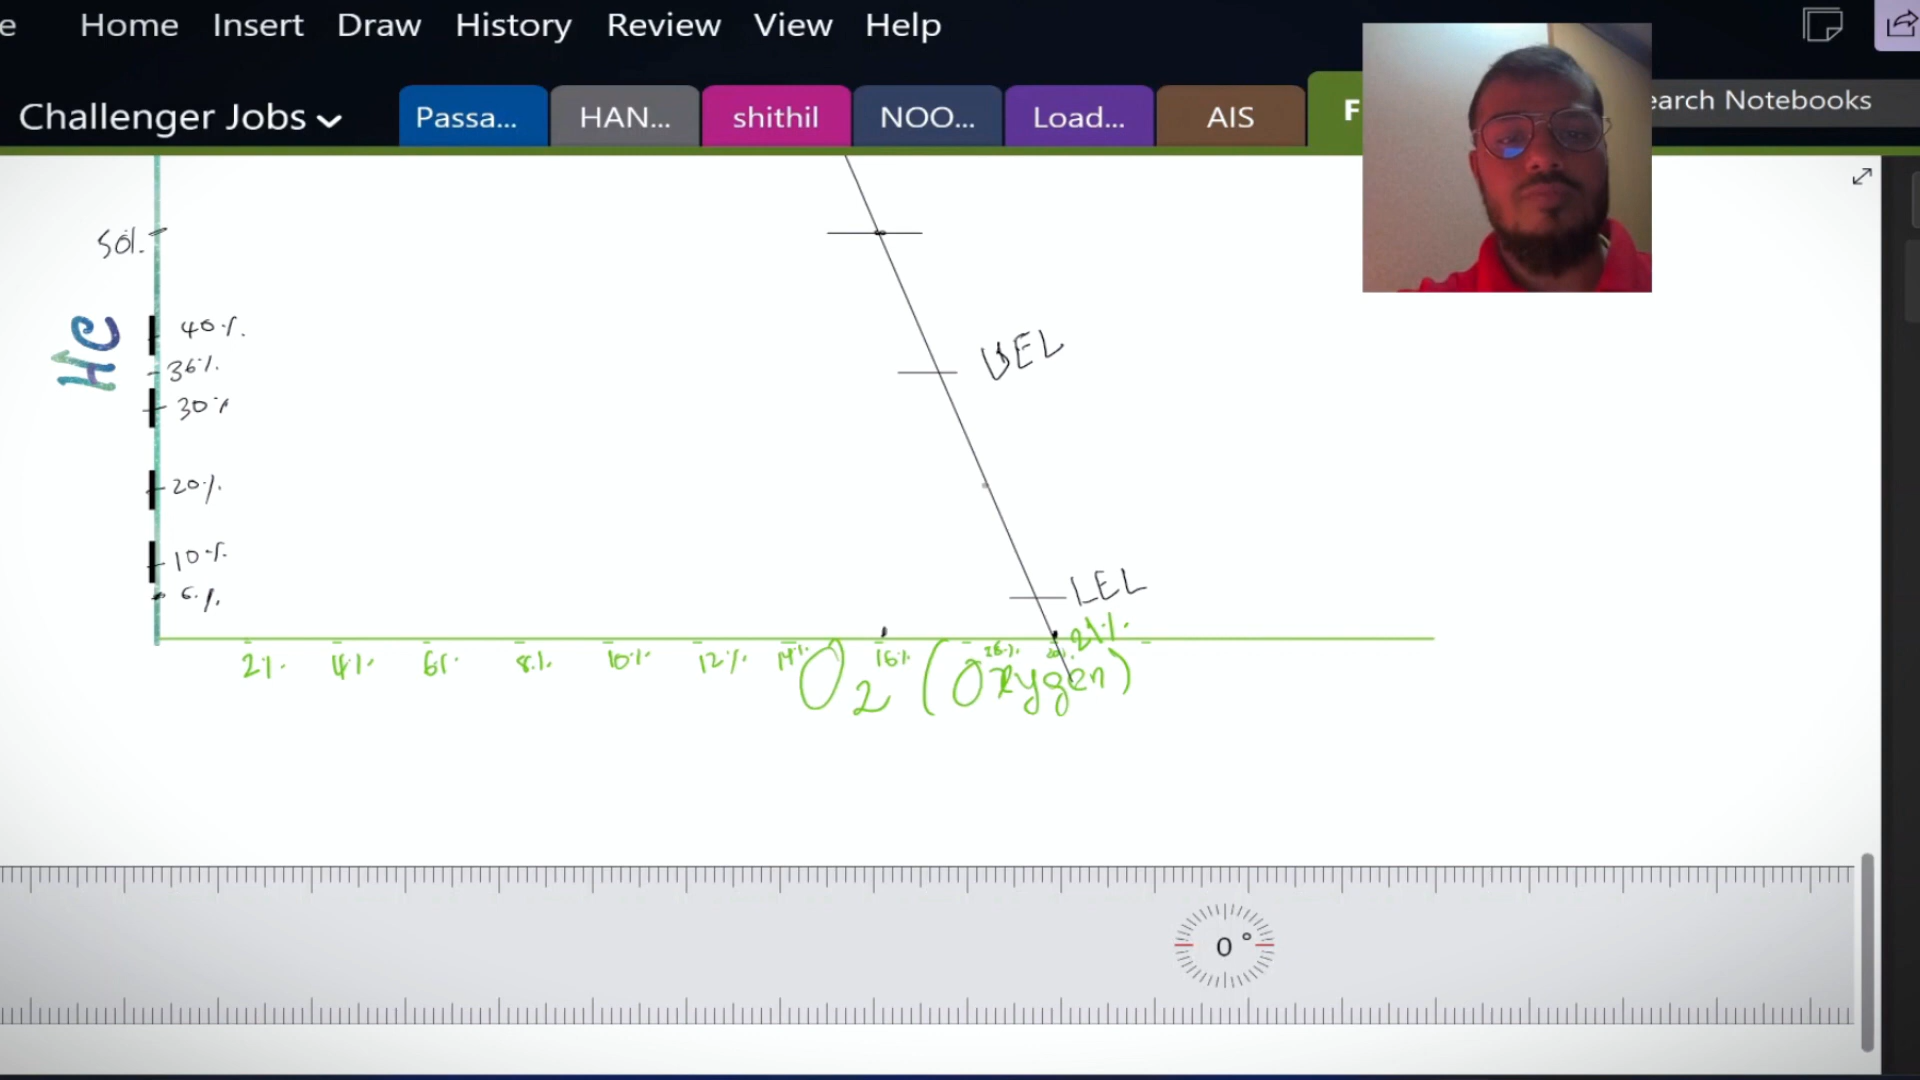 Home Insert Draw History Review View Help
Challenger Jobs Passa... HAN... shithil NOO... Load... AIS F earch Notebooks
50%.
HC
40%.
36%.
30%
20%.
10%.
6%.
UEL
LEL
21%.
2%. 4%. 6%. 8%. 10%. 12%. 14%. 16%. 20%.
O2 (Oxygen)
0°